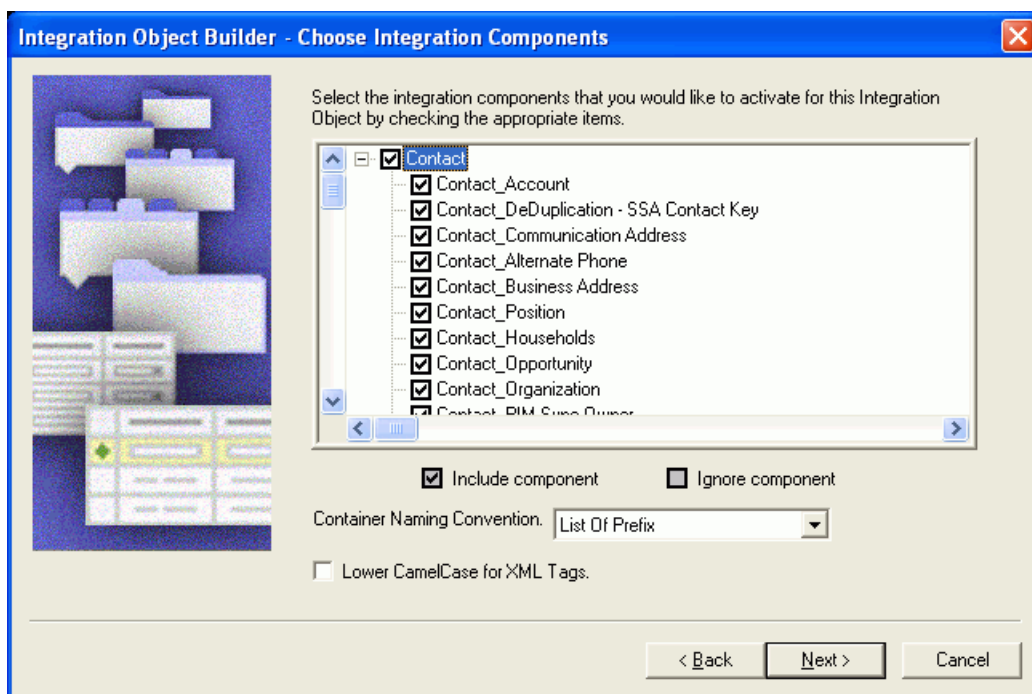 Integration Object Builder - Choose Integration Components
Select the integration components that you would like to activate for this Integration
Object by checking the appropriate items.
Contact
Contact_Account
Contact_DeDuplication - SSA Contact Key
Contact_Communication Address
Contact_Alternate Phone
Contact_Business Address
Contact_Position
Contact_Households
Contact_Opportunity
Contact_Organization
Contact_PIM Sync Owner
Include component Ignore component
Container Naming Convention. List Of Prefix
Lower CamelCase for XML Tags.
< Back Next > Cancel